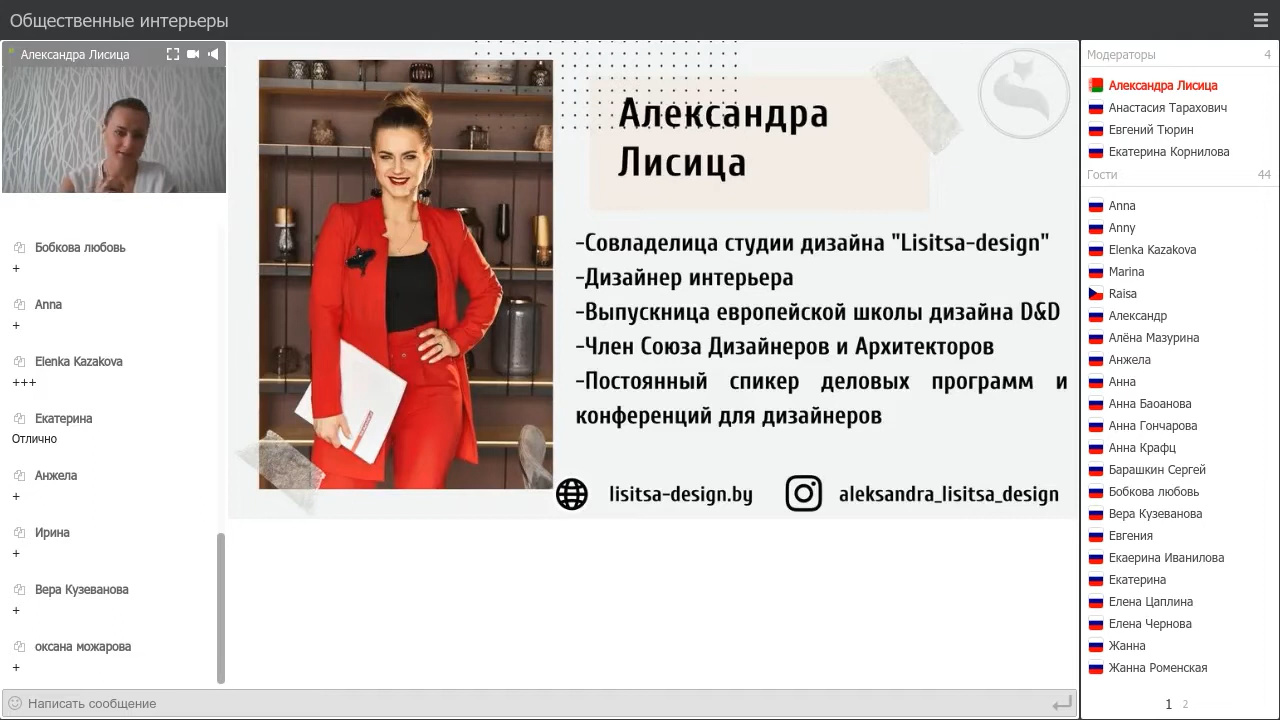 Общественные интерьеры
Александра Лисица
Бобкова любовь
+
Anna
+
Elenka Kazakova
+++
Екатерина
Отлично
Анжела
+
Ирина
+
Вера Кузеванова
+
оксана можарова
+
Написать сообщение
Александра
Лисица
-Совладелица студии дизайна "Lisitsa-design"
-Дизайнер интерьера
-Выпускница европейской школы дизайна D&D
-Член Союза Дизайнеров и Архитекторов
-Постоянный спикер деловых программ и
конференций для дизайнеров
lisitsa-design.by
aleksandra_lisitsa_design
Модераторы 4
Александра Лисица
Анастасия Тарахович
Евгений Тюрин
Екатерина Корнилова
Гости 44
Anna
Anny
Elenka Kazakova
Marina
Raisa
Александр
Алёна Мазурина
Анжела
Анна
Анна Баоанова
Анна Гончарова
Анна Крафц
Барашкин Сергей
Бобкова любовь
Вера Кузеванова
Евгения
Екаерина Иванилова
Екатерина
Елена Цаплина
Елена Чернова
Жанна
Жанна Роменская
1 2